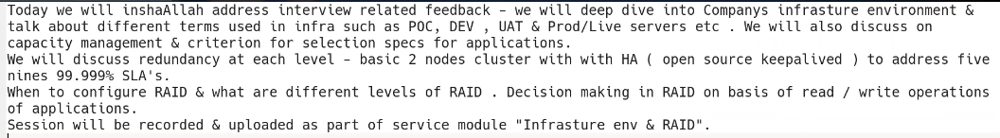 Today we will inshaAllah address interview related feedback - we will deep dive into Companys infrasture environment &
talk about different terms used in infra such as POC, DEV , UAT & Prod/Live servers etc . We will also discuss on
capacity management & criterion for selection specs for applications.
We will discuss redundancy at each level - basic 2 nodes cluster with with HA ( open source keepalived ) to address five
nines 99.999% SLA's.
When to configure RAID & what are different levels of RAID . Decision making in RAID on basis of read / write operations
of applications.
Session will be recorded & uploaded as part of service module "Infrasture env & RAID".